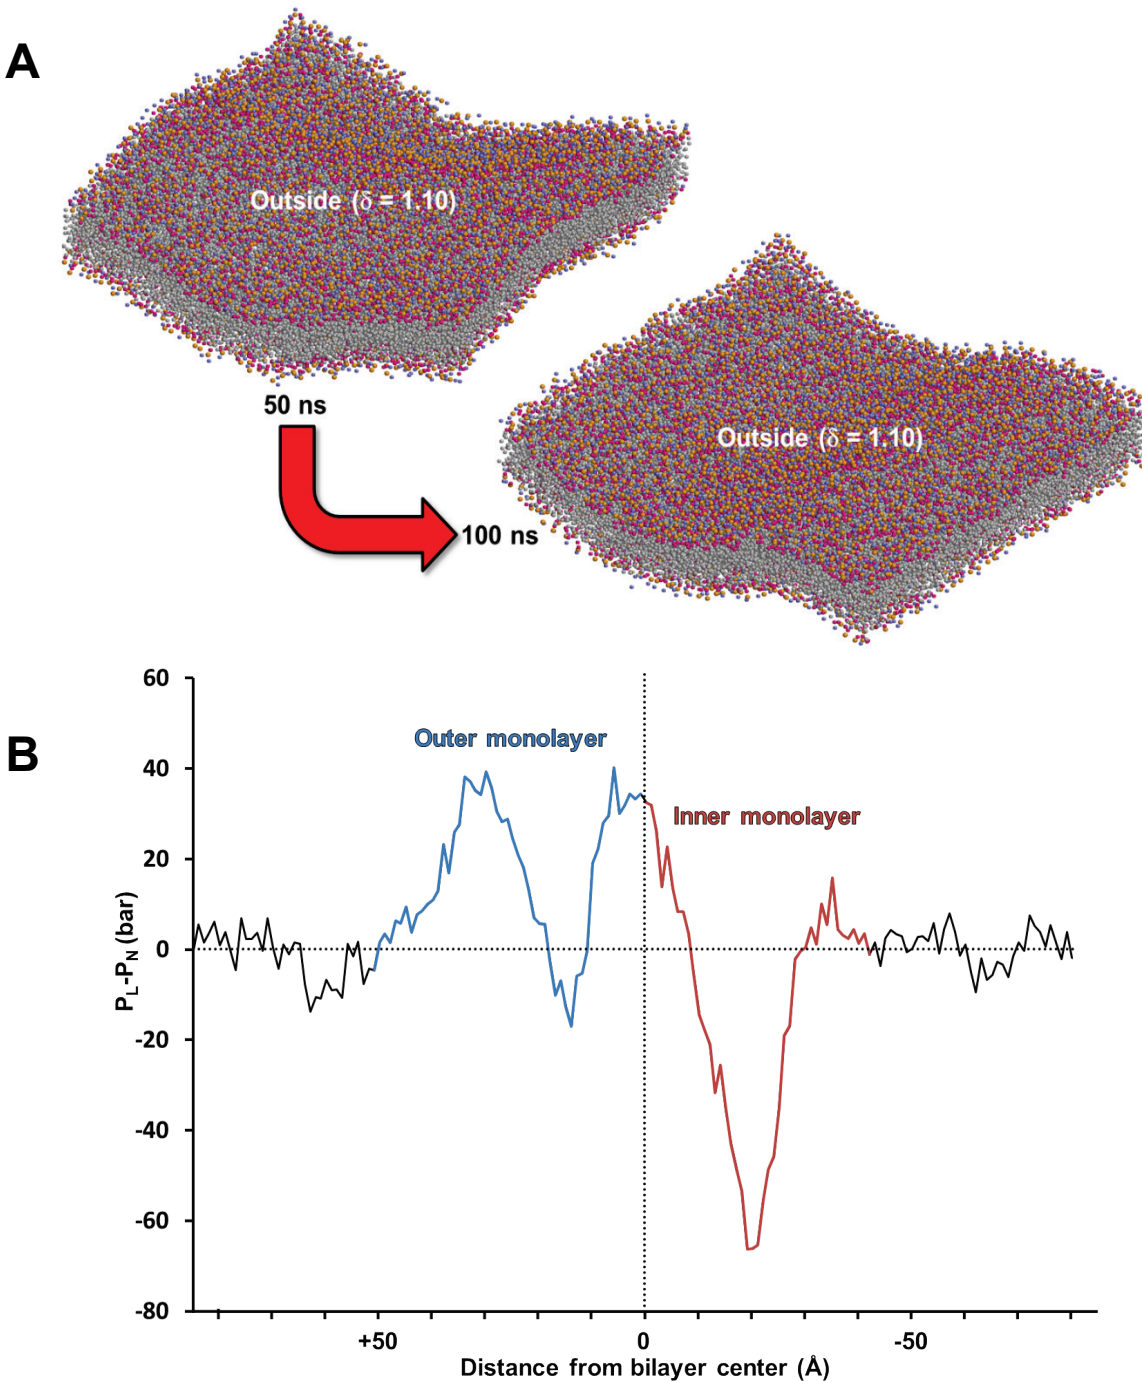 A
Outside (δ = 1.10)
50 ns
Outside (δ = 1.10)
100 ns
B
60
40
20
0
-20
-40
-60
-80
P_L-P_N (bar)
Outer monolayer
Inner monolayer
+50
0
-50
Distance from bilayer center (Å)